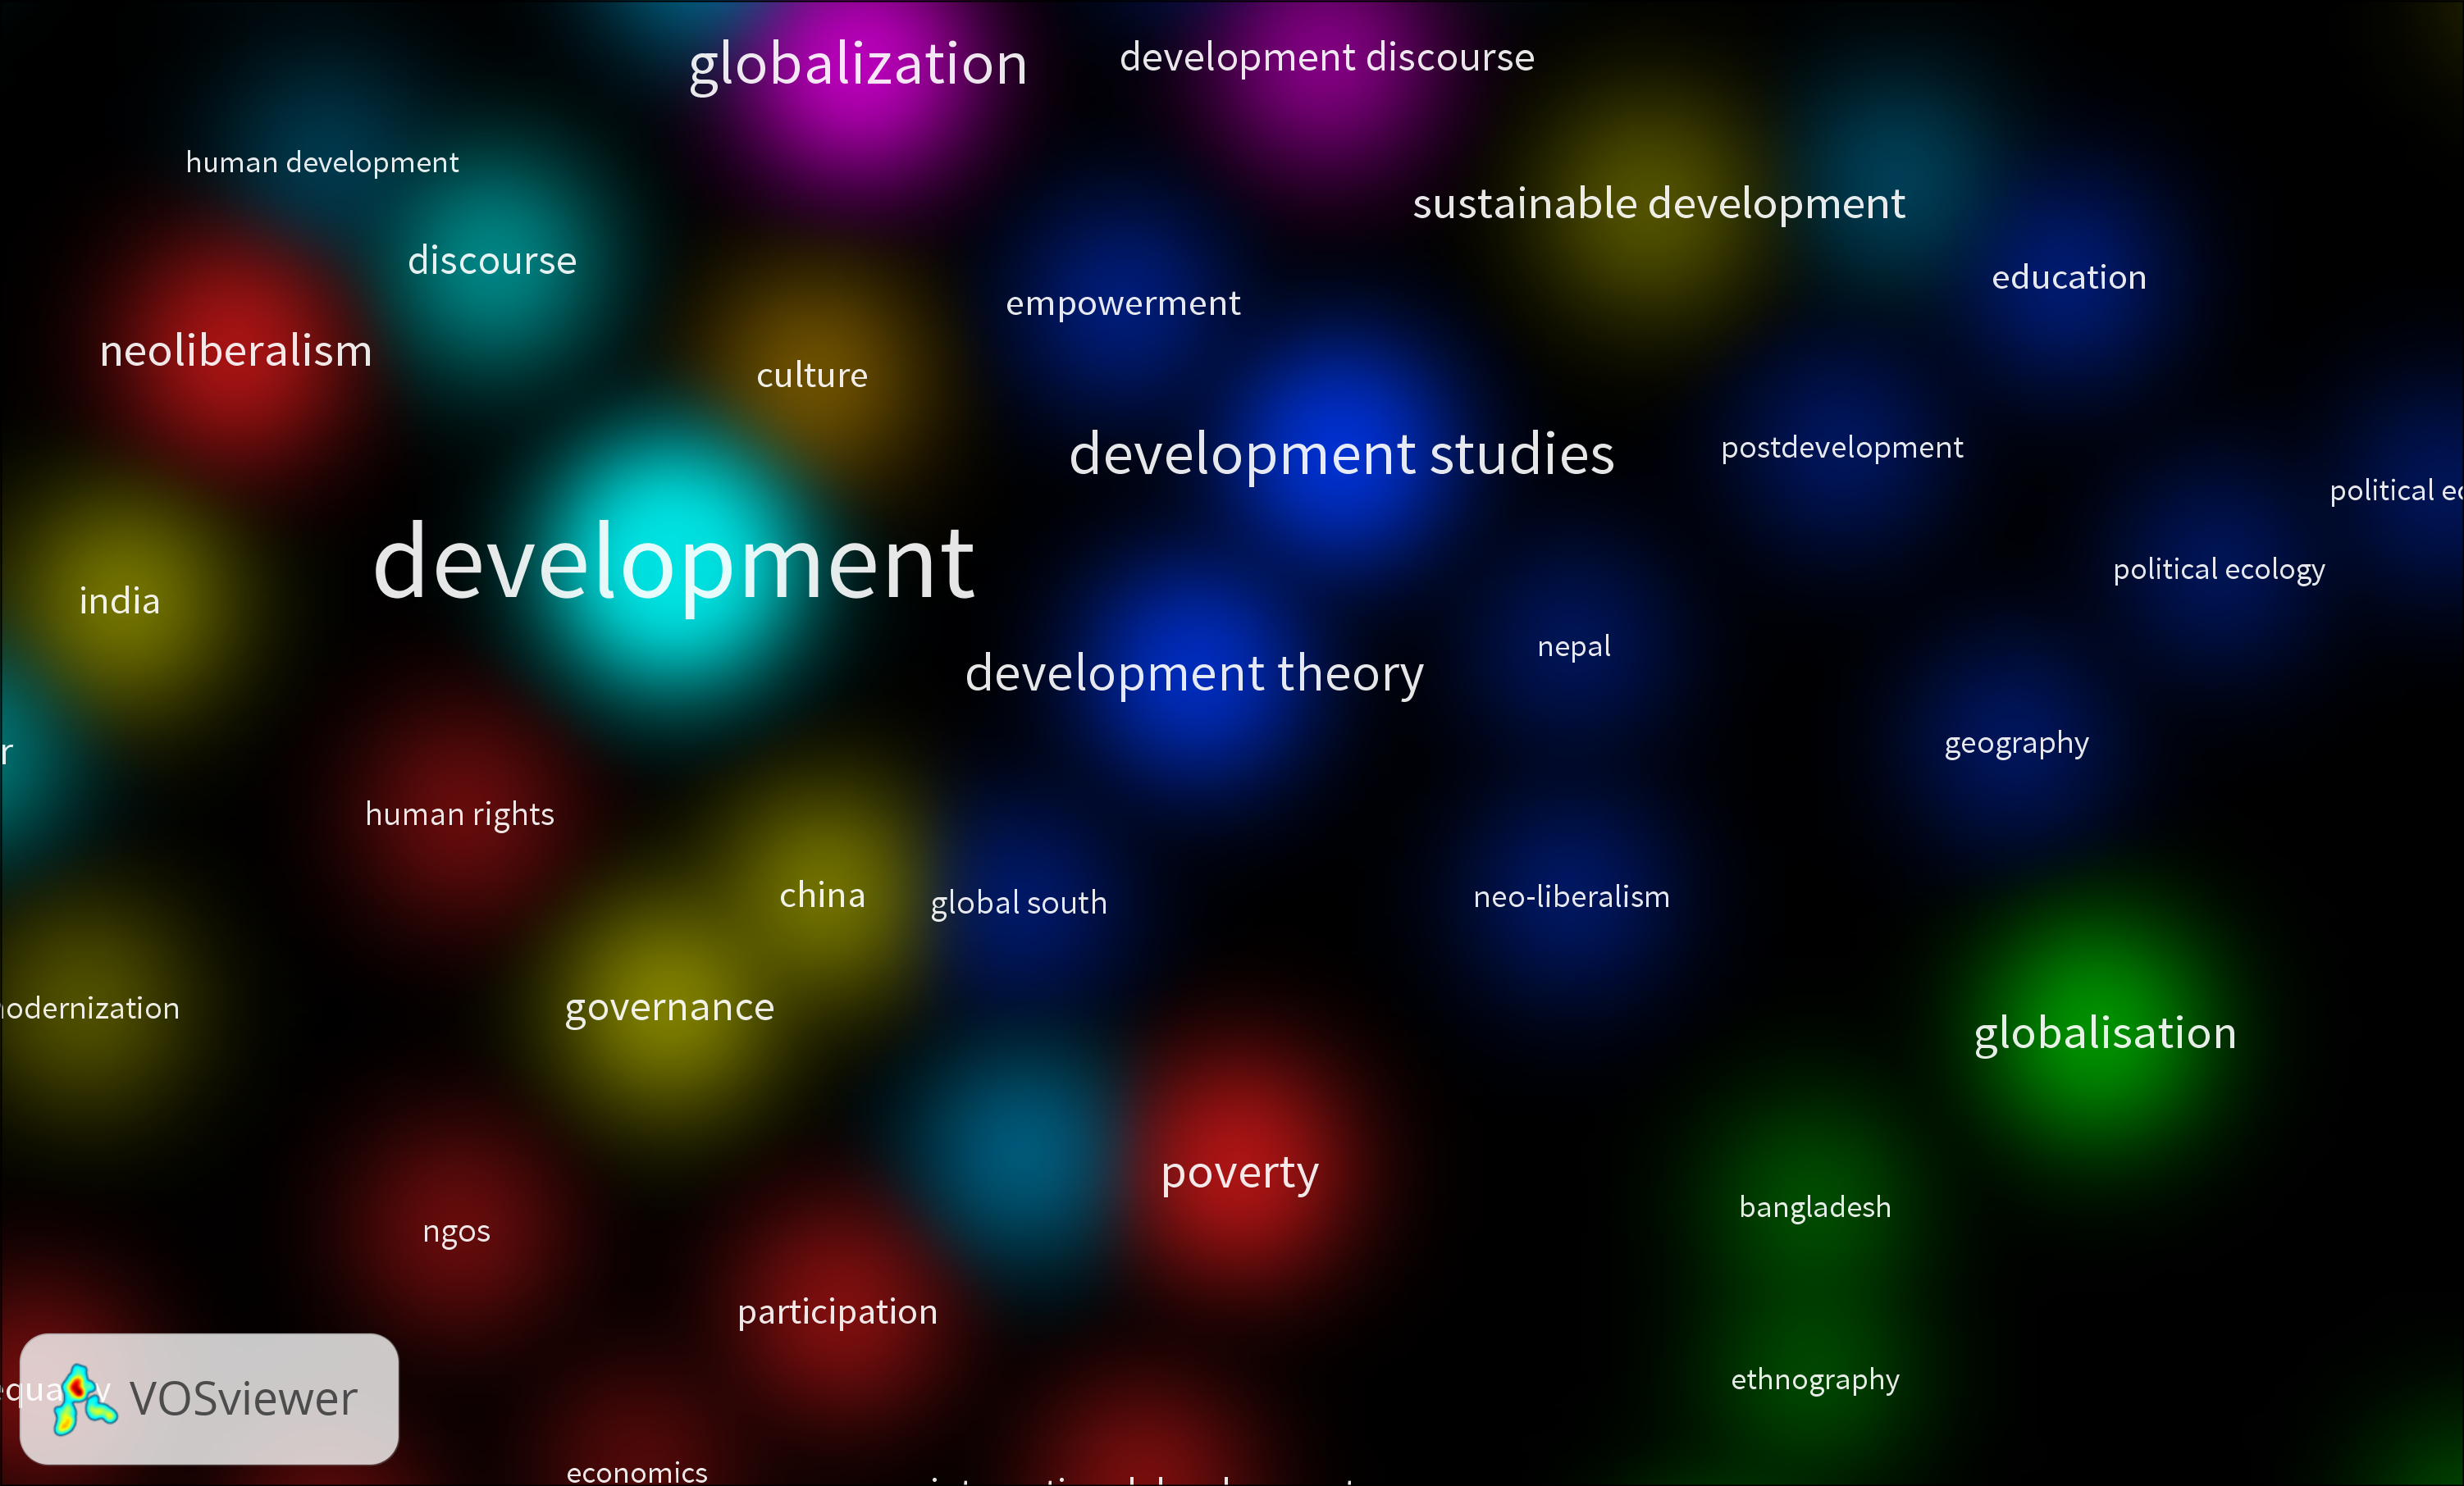 globalization
development discourse
human development
sustainable development
discourse
education
empowerment
neoliberalism
culture
development studies
postdevelopment
political
development
political ecology
india
nepal
development theory
geography
human rights
china
global south
neo-liberalism
governance
globalisation
poverty
bangladesh
ngos
participation
ethnography
VOSviewer
economics